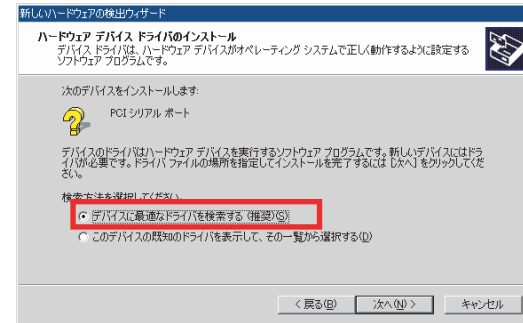 新しいハードウェアの検出ウィザード
ハードウェア デバイス ドライバのインストール
デバイス ドライバは、ハードウェア デバイスがオペレーティング システムで正しく動作するように設定する
ソフトウェア プログラムです。
次のデバイスをインストールします:
PCI シリアル ポート
デバイスのドライバはハードウェア デバイスを実行するソフトウェア プログラムです。新しいデバイスにはドラ
イバが必要です。ドライバ ファイルの場所を指定してインストールを完了するには [次へ] をクリックしてくだ
さい。
検索方法を選択してください。
デバイスに最適なドライバを検索する (推奨)(S)
このデバイスの既知のドライバを表示して、その一覧から選択する(D)
< 戻る(B)
次へ(N) >
キャンセル